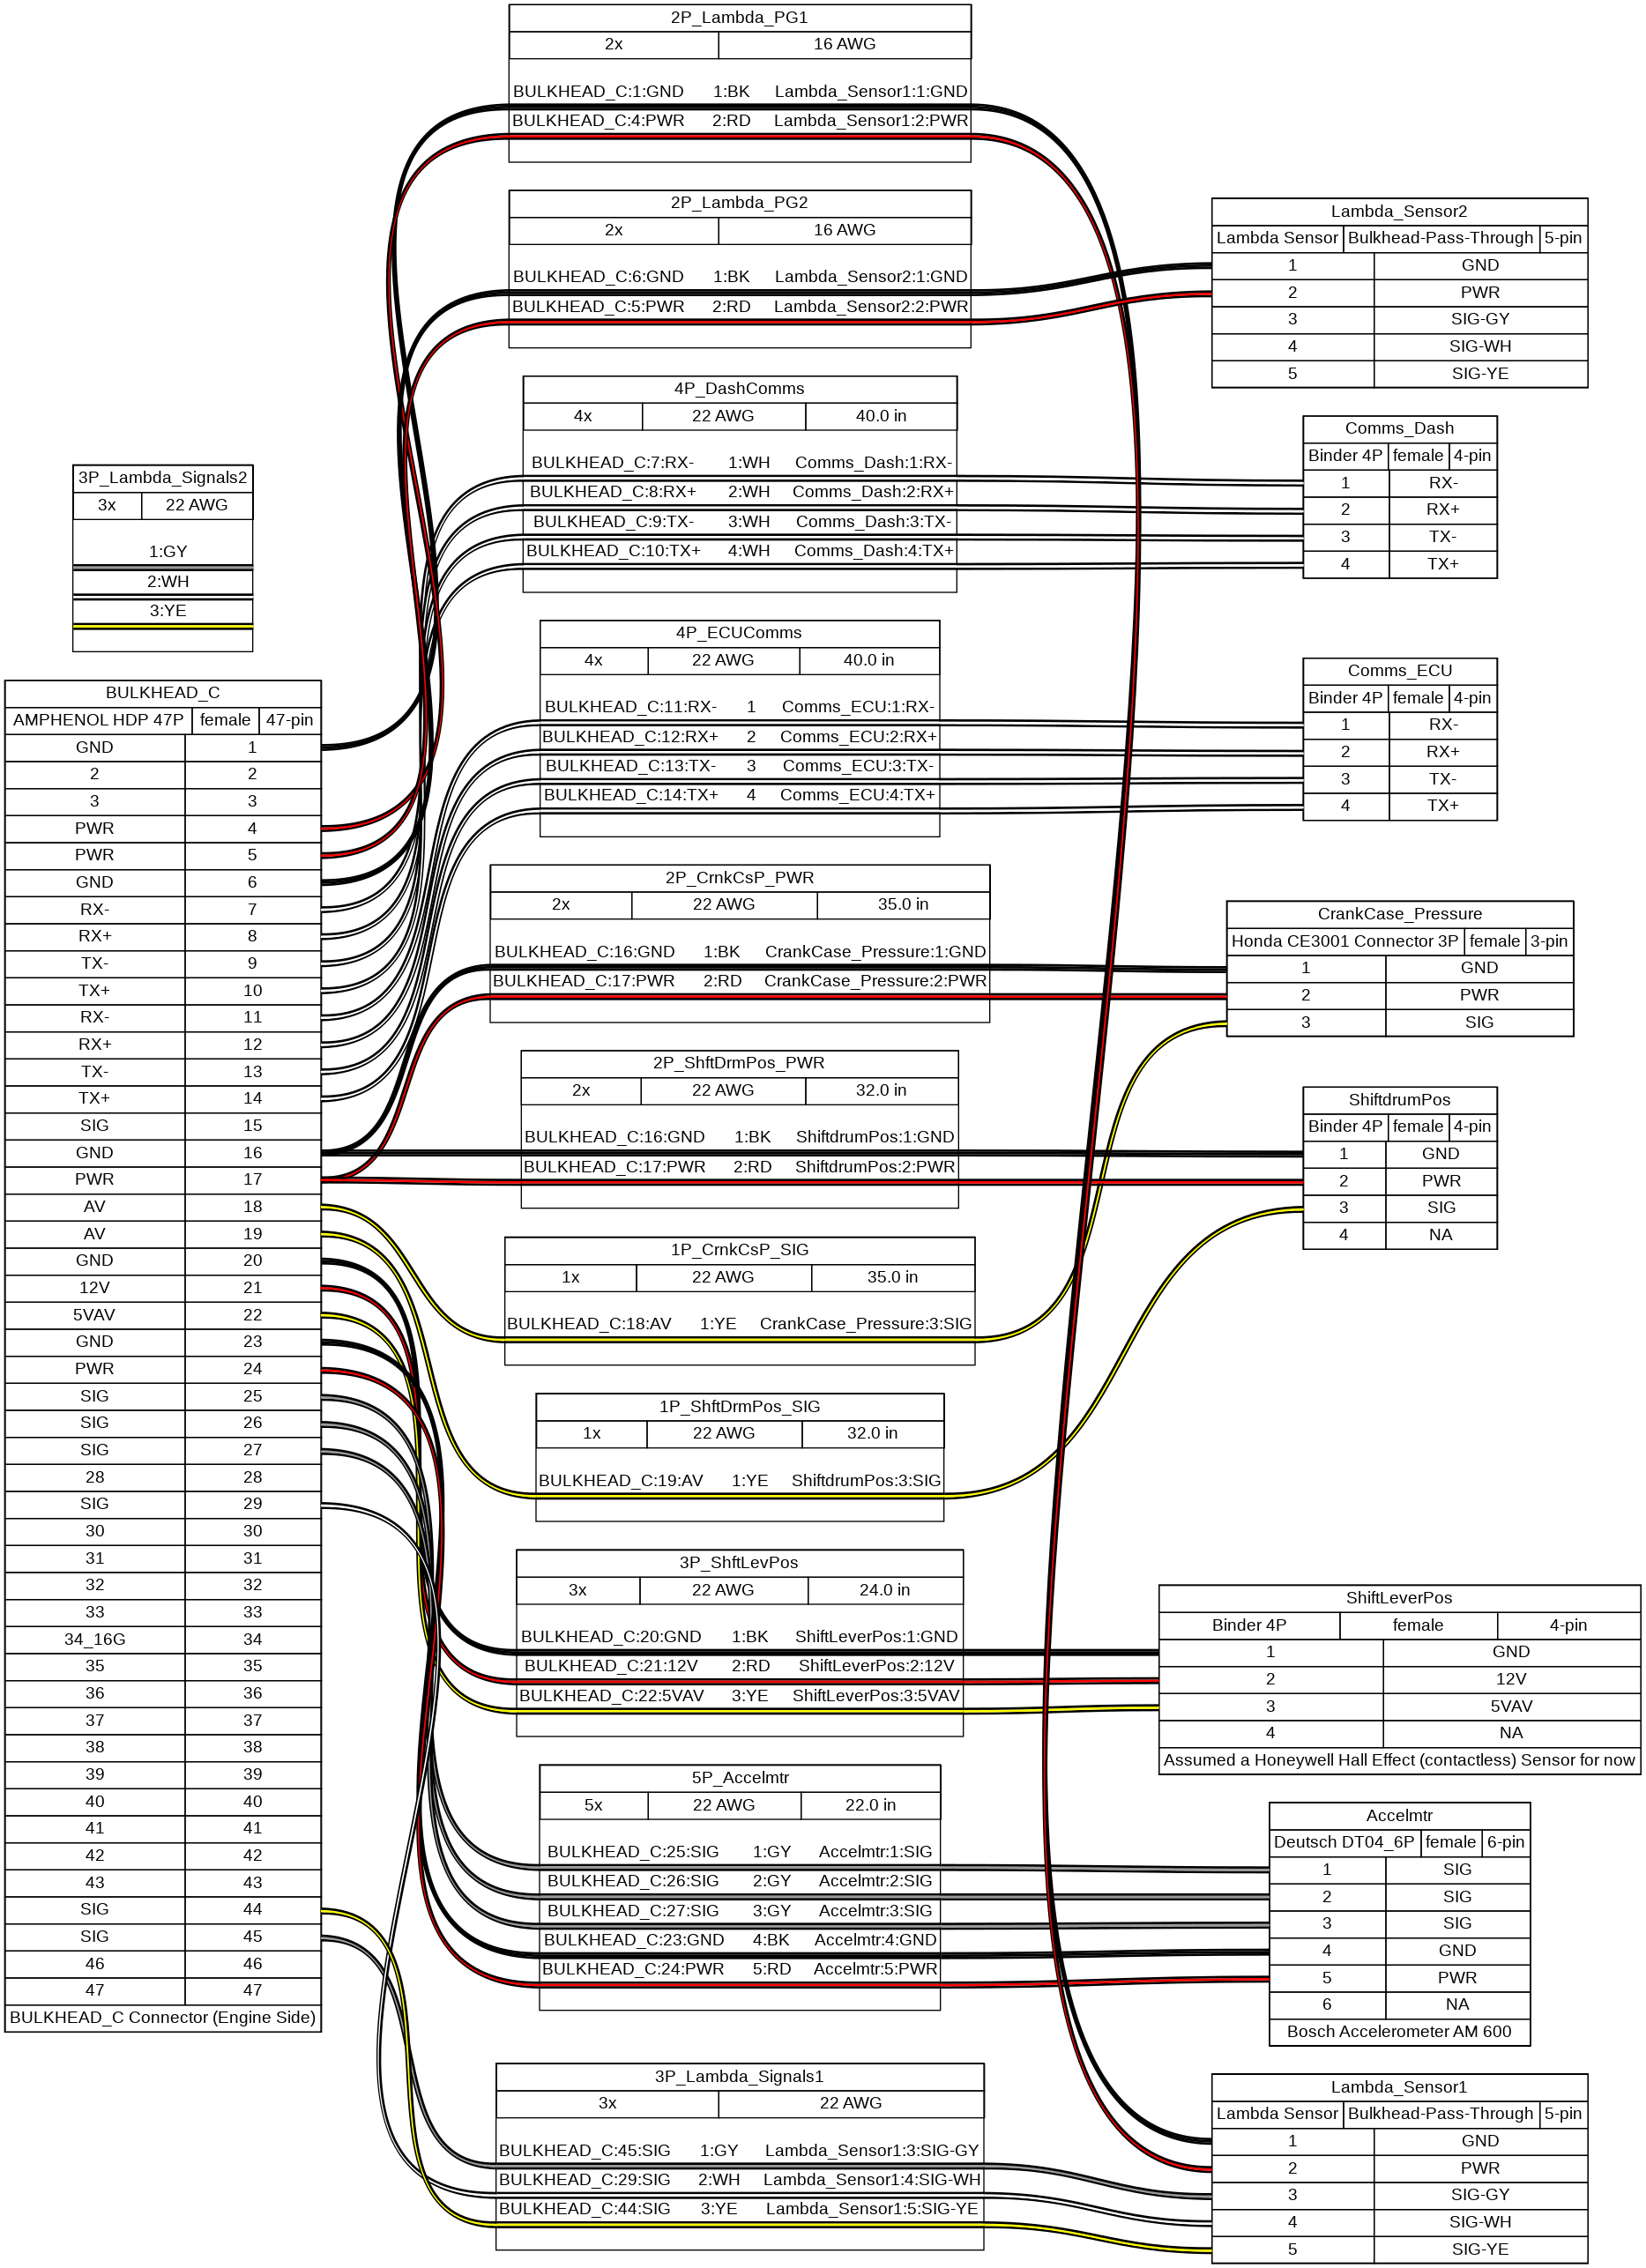 2P_Lambda_PG1
2x 16 AWG
BULKHEAD_C:1:GND 1:BK Lambda_Sensor1:1:GND
BULKHEAD_C:4:PWR 2:RD Lambda_Sensor1:2:PWR
2P_Lambda_PG2
2x 16 AWG
BULKHEAD_C:6:GND 1:BK Lambda_Sensor2:1:GND
BULKHEAD_C:5:PWR 2:RD Lambda_Sensor2:2:PWR
Lambda_Sensor2
Lambda Sensor Bulkhead-Pass-Through 5-pin
1 GND
2 PWR
3 SIG-GY
4 SIG-WH
5 SIG-YE
4P_DashComms
4x 22 AWG 40.0 in
BULKHEAD_C:7:RX- 1:WH Comms_Dash:1:RX-
BULKHEAD_C:8:RX+ 2:WH Comms_Dash:2:RX+
BULKHEAD_C:9:TX- 3:WH Comms_Dash:3:TX-
BULKHEAD_C:10:TX+ 4:WH Comms_Dash:4:TX+
Comms_Dash
Binder 4P female 4-pin
1 RX-
2 RX+
3 TX-
4 TX+
3P_Lambda_Signals2
3x 22 AWG
1:GY
2:WH
3:YE
4P_ECUComms
4x 22 AWG 40.0 in
BULKHEAD_C:11:RX- 1 Comms_ECU:1:RX-
BULKHEAD_C:12:RX+ 2 Comms_ECU:2:RX+
BULKHEAD_C:13:TX- 3 Comms_ECU:3:TX-
BULKHEAD_C:14:TX+ 4 Comms_ECU:4:TX+
Comms_ECU
Binder 4P female 4-pin
1 RX-
2 RX+
3 TX-
4 TX+
BULKHEAD_C
AMPHENOL HDP 47P female 47-pin
GND 1
2 2
3 3
PWR 4
PWR 5
GND 6
RX- 7
RX+ 8
TX- 9
TX+ 10
RX- 11
RX+ 12
TX- 13
TX+ 14
SIG 15
GND 16
PWR 17
AV 18
AV 19
GND 20
12V 21
5VAV 22
GND 23
PWR 24
SIG 25
SIG 26
SIG 27
28 28
SIG 29
30 30
31 31
32 32
33 33
34_16G 34
35 35
36 36
37 37
38 38
39 39
40 40
41 41
42 42
43 43
SIG 44
SIG 45
46 46
47 47
BULKHEAD_C Connector (Engine Side)
2P_CrnkCsP_PWR
2x 22 AWG 35.0 in
BULKHEAD_C:16:GND 1:BK CrankCase_Pressure:1:GND
BULKHEAD_C:17:PWR 2:RD CrankCase_Pressure:2:PWR
CrankCase_Pressure
Honda CE3001 Connector 3P female 3-pin
1 GND
2 PWR
3 SIG
2P_ShftDrmPos_PWR
2x 22 AWG 32.0 in
BULKHEAD_C:16:GND 1:BK ShiftdrumPos:1:GND
BULKHEAD_C:17:PWR 2:RD ShiftdrumPos:2:PWR
ShiftdrumPos
Binder 4P female 4-pin
1 GND
2 PWR
3 SIG
4 NA
1P_CrnkCsP_SIG
1x 22 AWG 35.0 in
BULKHEAD_C:18:AV 1:YE CrankCase_Pressure:3:SIG
1P_ShftDrmPos_SIG
1x 22 AWG 32.0 in
BULKHEAD_C:19:AV 1:YE ShiftdrumPos:3:SIG
3P_ShftLevPos
3x 22 AWG 24.0 in
BULKHEAD_C:20:GND 1:BK ShiftLeverPos:1:GND
BULKHEAD_C:21:12V 2:RD ShiftLeverPos:2:12V
BULKHEAD_C:22:5VAV 3:YE ShiftLeverPos:3:5VAV
ShiftLeverPos
Binder 4P female 4-pin
1 GND
2 12V
3 5VAV
4 NA
Assumed a Honeywell Hall Effect (contactless) Sensor for now
5P_Accelmtr
5x 22 AWG 22.0 in
BULKHEAD_C:25:SIG 1:GY Accelmtr:1:SIG
BULKHEAD_C:26:SIG 2:GY Accelmtr:2:SIG
BULKHEAD_C:27:SIG 3:GY Accelmtr:3:SIG
BULKHEAD_C:23:GND 4:BK Accelmtr:4:GND
BULKHEAD_C:24:PWR 5:RD Accelmtr:5:PWR
Accelmtr
Deutsch DT04_6P female 6-pin
1 SIG
2 SIG
3 SIG
4 GND
5 PWR
6 NA
Bosch Accelerometer AM 600
3P_Lambda_Signals1
3x 22 AWG
BULKHEAD_C:45:SIG 1:GY Lambda_Sensor1:3:SIG-GY
BULKHEAD_C:29:SIG 2:WH Lambda_Sensor1:4:SIG-WH
BULKHEAD_C:44:SIG 3:YE Lambda_Sensor1:5:SIG-YE
Lambda_Sensor1
Lambda Sensor Bulkhead-Pass-Through 5-pin
1 GND
2 PWR
3 SIG-GY
4 SIG-WH
5 SIG-YE